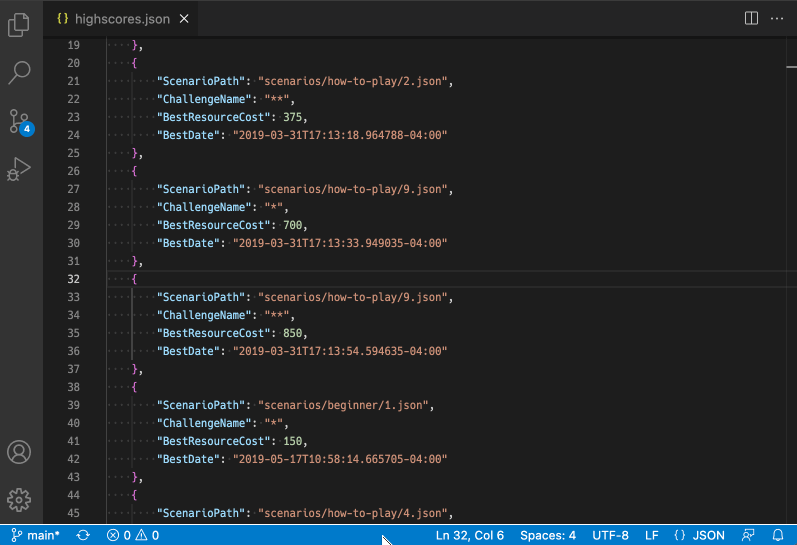 {} highscores.json ×
19 },
20 {
21 "ScenarioPath": "scenarios/how-to-play/2.json",
22 "ChallengeName": "**",
23 "BestResourceCost": 375,
24 "BestDate": "2019-03-31T17:13:18.964788-04:00"
25 },
26 {
27 "ScenarioPath": "scenarios/how-to-play/9.json",
28 "ChallengeName": "*",
29 "BestResourceCost": 700,
30 "BestDate": "2019-03-31T17:13:33.949035-04:00"
31 },
32 {
33 "ScenarioPath": "scenarios/how-to-play/9.json",
34 "ChallengeName": "**",
35 "BestResourceCost": 850,
36 "BestDate": "2019-03-31T17:13:54.594635-04:00"
37 },
38 {
39 "ScenarioPath": "scenarios/beginner/1.json",
40 "ChallengeName": "*",
41 "BestResourceCost": 150,
42 "BestDate": "2019-05-17T10:58:14.665705-04:00"
43 },
44 {
45 "ScenarioPath": "scenarios/how-to-play/4.json",
4
main* 0 0 Ln 32, Col 6 Spaces: 4 UTF-8 LF {} JSON